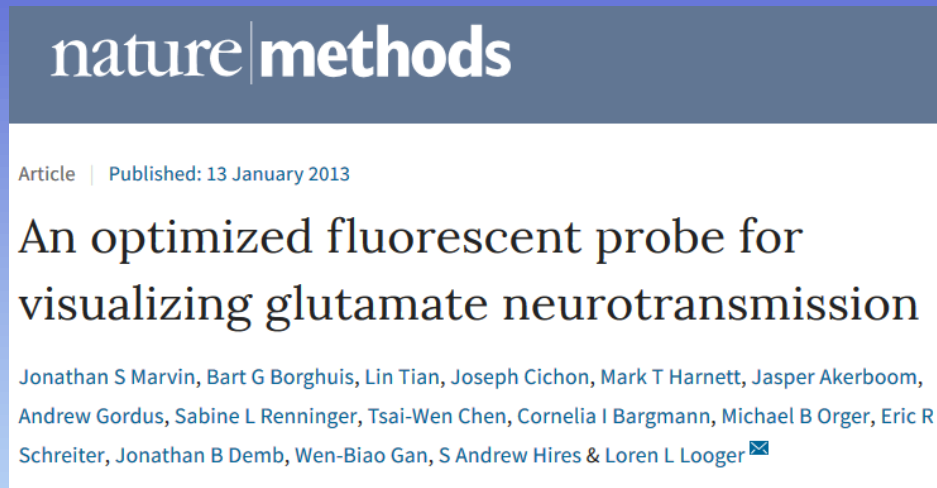 nature|methods
Article | Published: 13 January 2013
An optimized fluorescent probe for
visualizing glutamate neurotransmission
Jonathan S Marvin, Bart G Borghuis, Lin Tian, Joseph Cichon, Mark T Harnett, Jasper Akerboom,
Andrew Gordus, Sabine L Renninger, Tsai-Wen Chen, Cornelia I Bargmann, Michael B Orger, Eric R
Schreiter, Jonathan B Demb, Wen-Biao Gan, S Andrew Hires & Loren L Looger